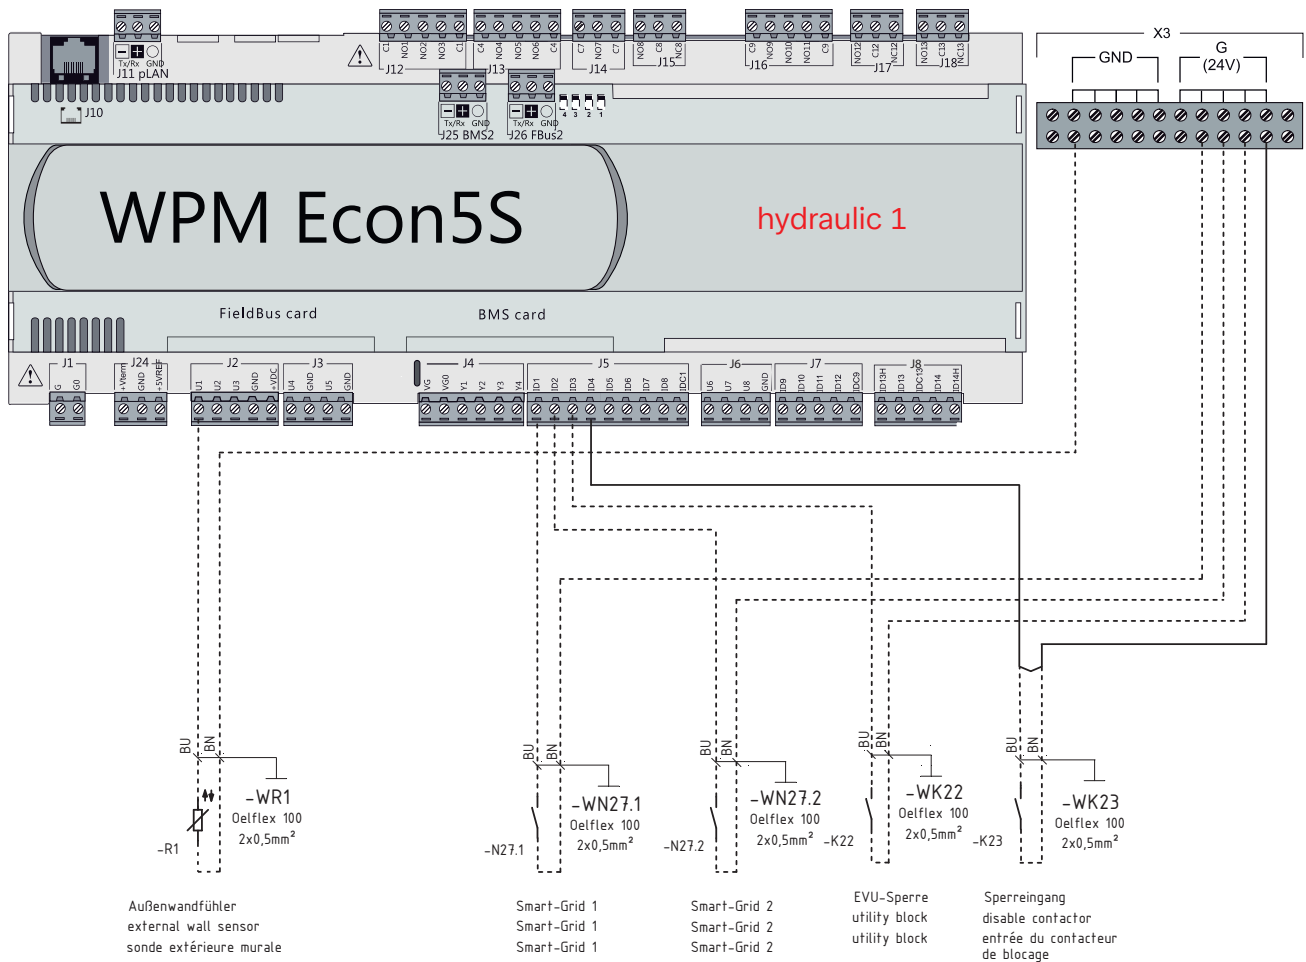 C1 NO1 NO2 NO3 C1
J12
C4 NO4 NO5 NO6 C4
J13
C7 NO7 C7
J14
NO8 C8 NC8
J15
C9 NO9 NO10 NO11 C9
J16
NO12 C12 NC12
J17
NO13 C13 NC13
J18
X3
GND
G
(24V)
Tx/Rx GND
J11 pLAN
J10
Tx/Rx GND
J25 BMS2
Tx/Rx GND
J26 FBus2
4 3 2 1
WPM Econ5S
hydraulic 1
FieldBus card
BMS card
J1
G G0
J24
+Vterm GND +5VREF
J2
U1 U2 U3 GND +VDC
J3
U4 GND U5 GND
J4
VG VG0 Y1 Y2 Y3 Y4
J5
ID1 ID2 ID3 ID4 ID5 ID6 ID7 ID8 IDC1
J6
U6 U7 U8 GND
J7
ID9 ID10 ID11 ID12 IDC9
J8
ID13H ID13 IDC13 ID14 ID14H
BU BN
-WR1
Oelflex 100
2x0,5mm²
-R1
BU BN
-WN27.1
Oelflex 100
2x0,5mm²
-N27.1
BU BN
-WN27.2
Oelflex 100
2x0,5mm²
-N27.2
BU BN
-WK22
Oelflex 100
2x0,5mm²
-K22
BU BN
-WK23
Oelflex 100
2x0,5mm²
-K23
Außenwandfühler
external wall sensor
sonde extérieure murale
Smart-Grid 1
Smart-Grid 1
Smart-Grid 1
Smart-Grid 2
Smart-Grid 2
Smart-Grid 2
EVU-Sperre
utility block
utility block
Sperreingang
disable contactor
entrée du contacteur
de blocage